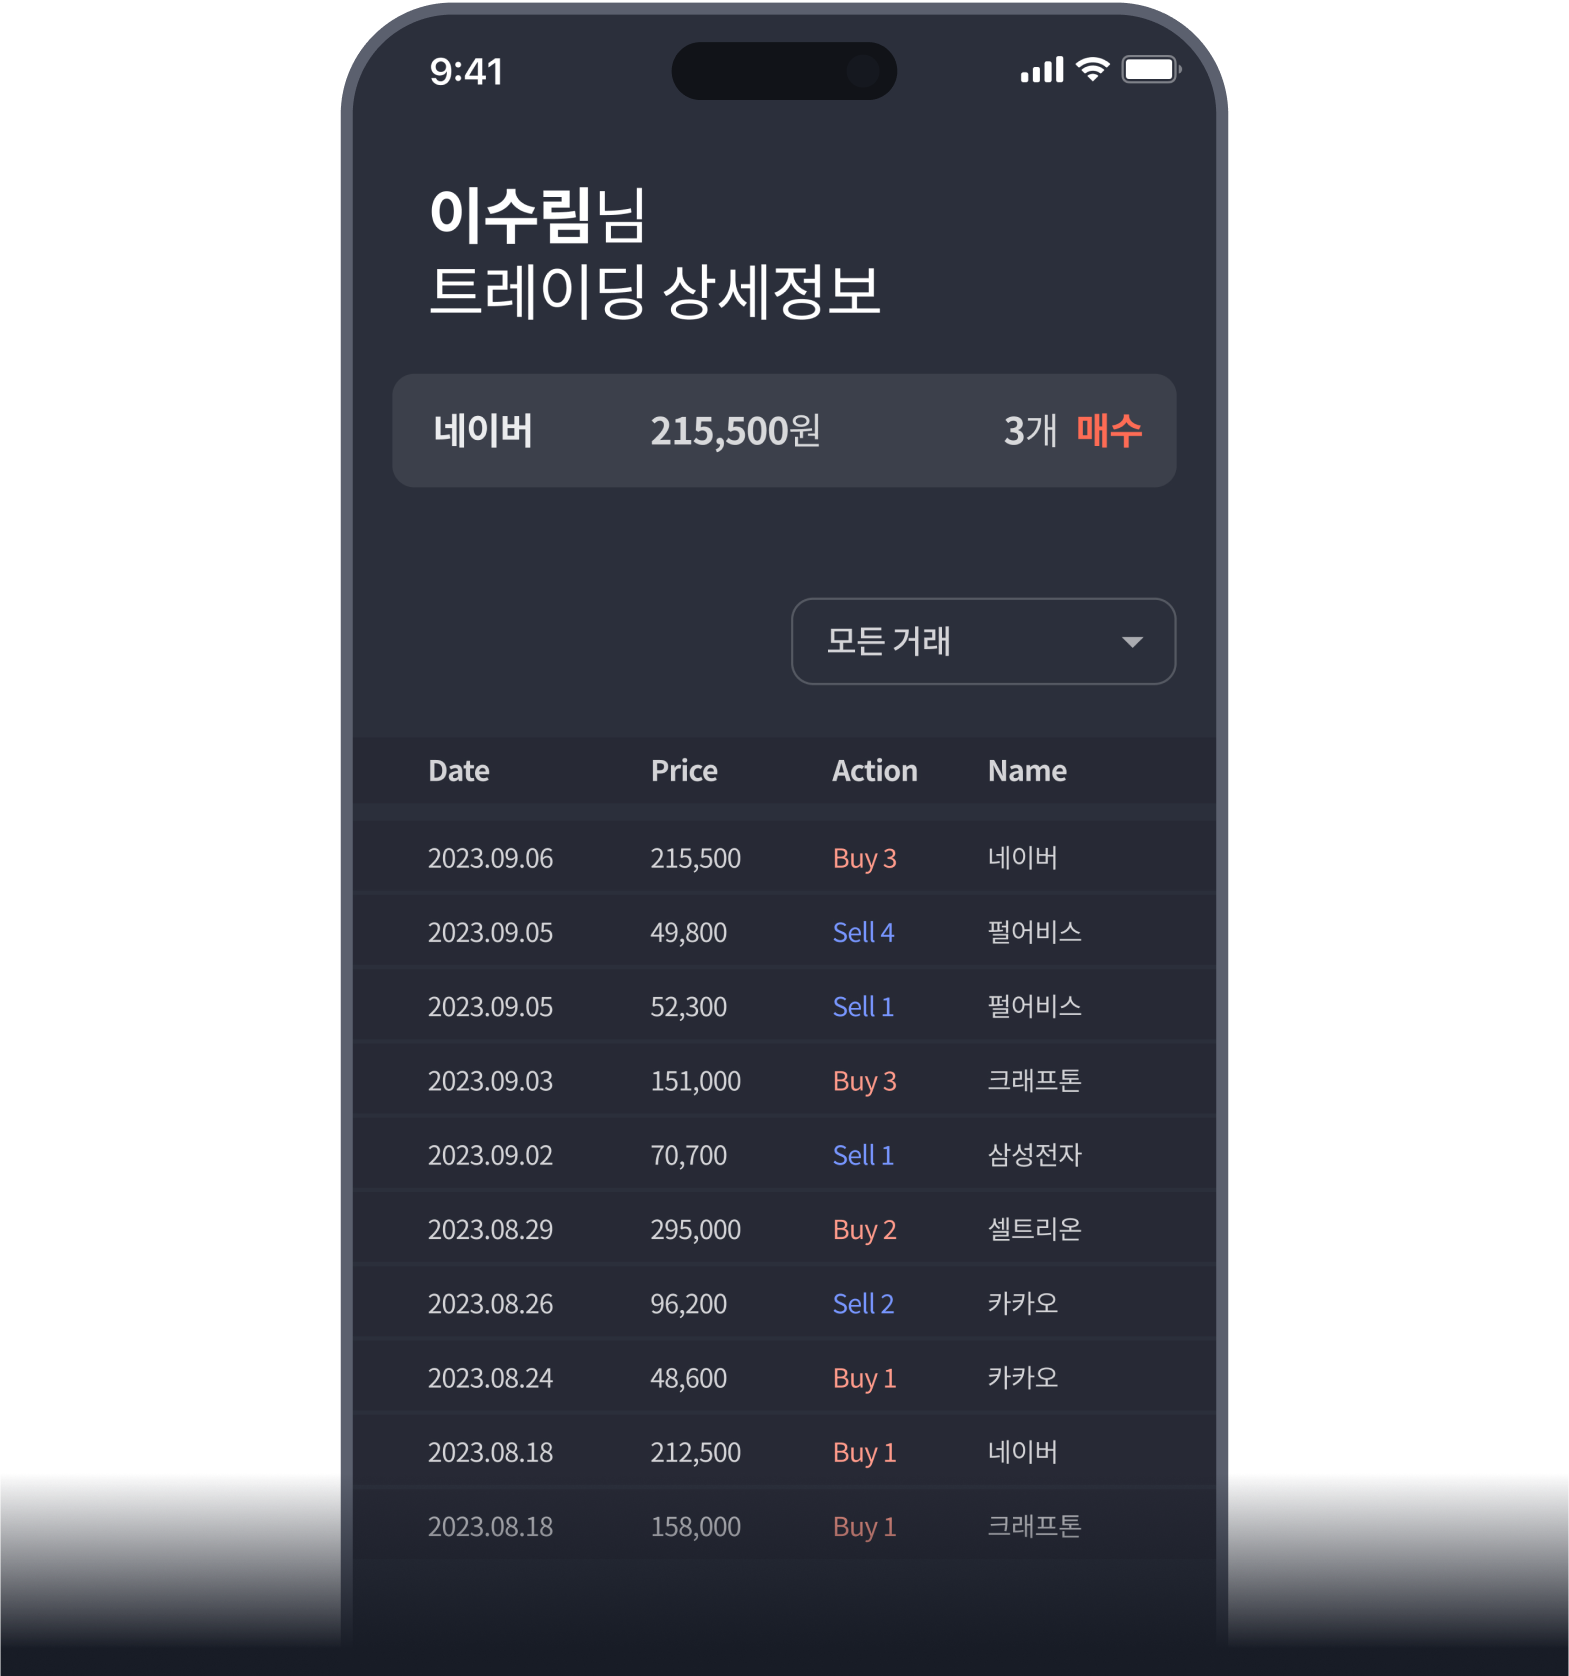 9:41
이수림님
트레이딩 상세정보
네이버 215,500원 3개 매수
모든 거래
Date Price Action Name
2023.09.06 215,500 Buy 3 네이버
2023.09.05 49,800 Sell 4 펄어비스
2023.09.05 52,300 Sell 1 펄어비스
2023.09.03 151,000 Buy 3 크래프톤
2023.09.02 70,700 Sell 1 삼성전자
2023.08.29 295,000 Buy 2 셀트리온
2023.08.26 96,200 Sell 2 카카오
2023.08.24 48,600 Buy 1 카카오
2023.08.18 212,500 Buy 1 네이버
2023.08.18 158,000 Buy 1 크래프톤